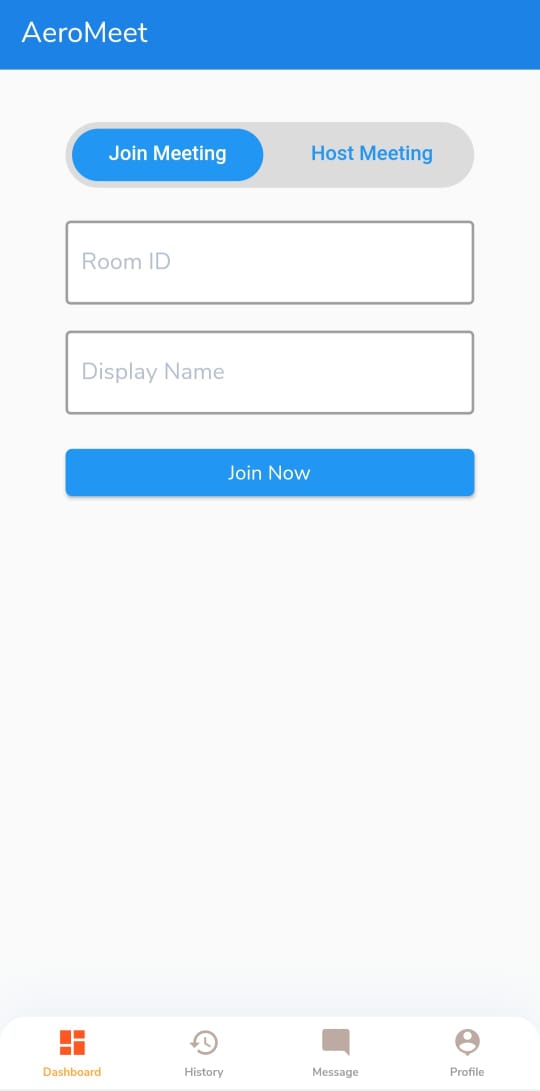 AeroMeet
Join Meeting Host Meeting
Room ID
Display Name
Join Now
Dashboard History Message Profile